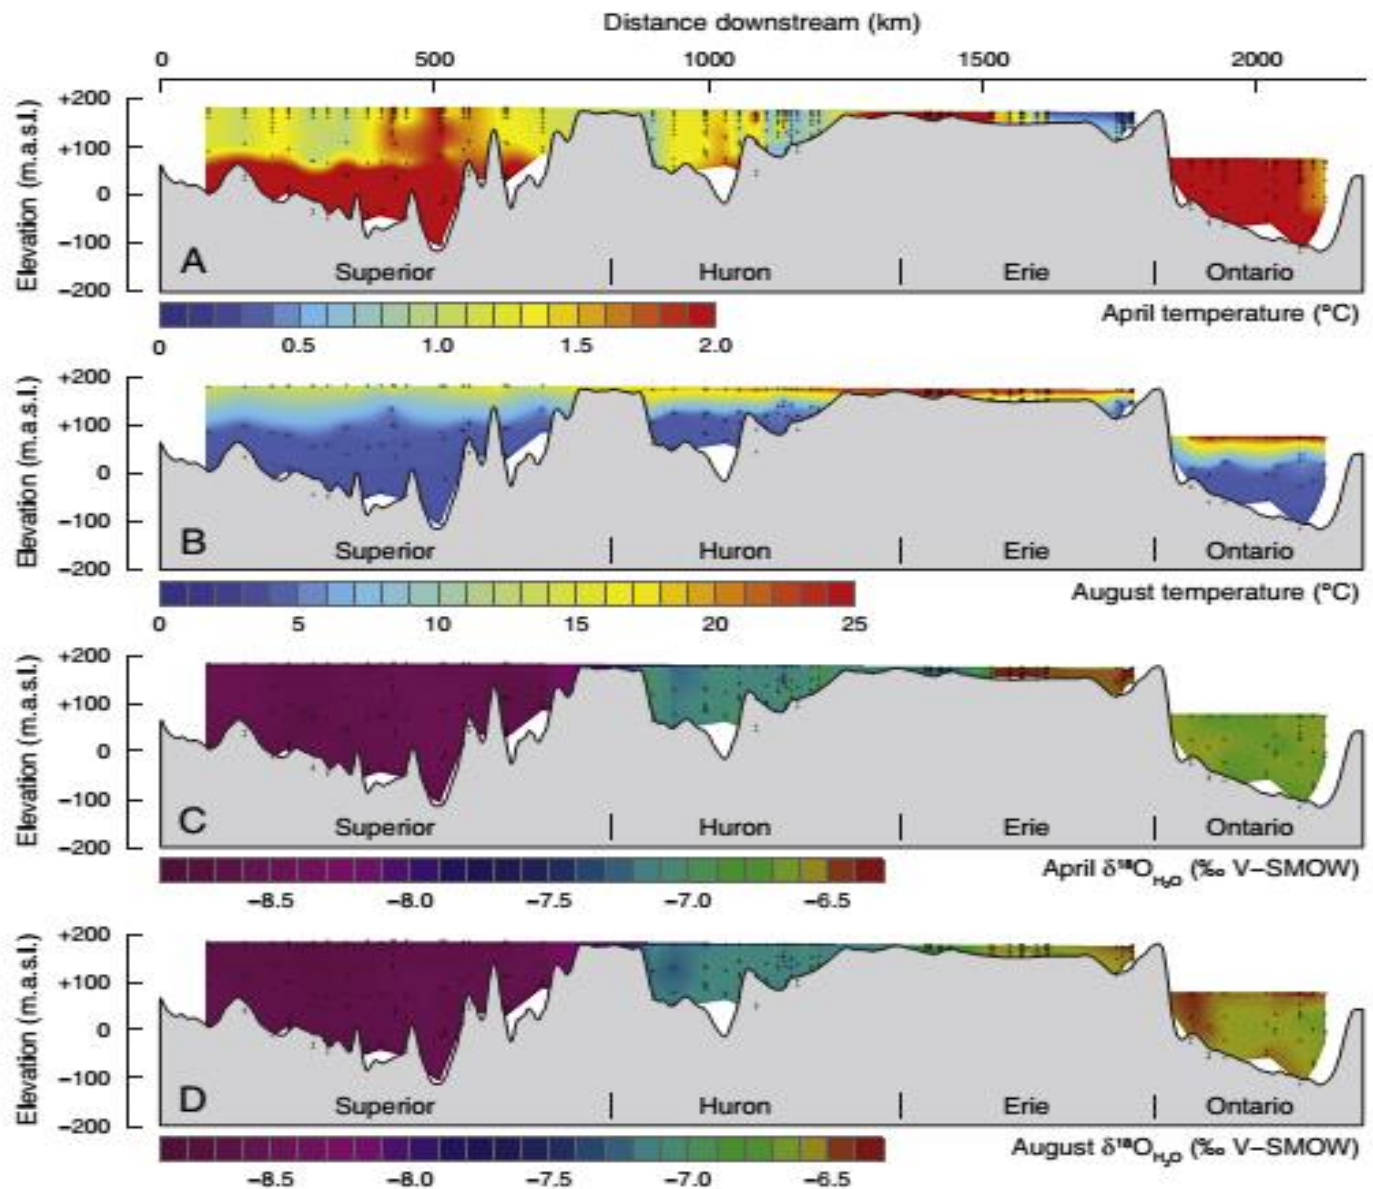 Distance downstream (km)
0 500 1000 1500 2000
Elevation (m.a.s.l.)
+200
+100
0
−100
−200
A
Superior | Huron | Erie | Ontario
April temperature (°C)
0 0.5 1.0 1.5 2.0
Elevation (m.a.s.l.)
+200
+100
0
−100
−200
B
Superior | Huron | Erie | Ontario
August temperature (°C)
0 5 10 15 20 25
Elevation (m.a.s.l.)
+200
+100
0
−100
−200
C
Superior | Huron | Erie | Ontario
April δ¹⁸O_H₂O (‰ V−SMOW)
−8.5 −8.0 −7.5 −7.0 −6.5
Elevation (m.a.s.l.)
+200
+100
0
−100
−200
D
Superior | Huron | Erie | Ontario
August δ¹⁸O_H₂O (‰ V−SMOW)
−8.5 −8.0 −7.5 −7.0 −6.5